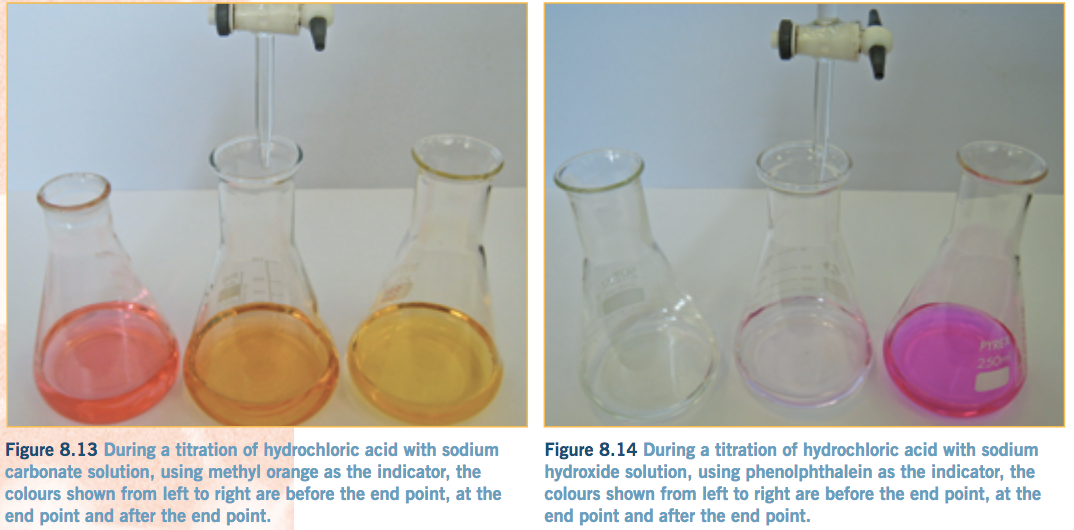 PYREX
250ml
Figure 8.13 During a titration of hydrochloric acid with sodium
carbonate solution, using methyl orange as the indicator, the
colours shown from left to right are before the end point, at the
end point and after the end point.
Figure 8.14 During a titration of hydrochloric acid with sodium
hydroxide solution, using phenolphthalein as the indicator, the
colours shown from left to right are before the end point, at the
end point and after the end point.